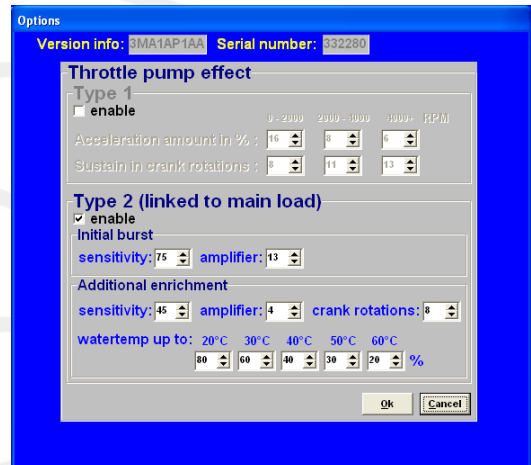 Options
Version info: 3MA1AP1AA Serial number: 332280
Throttle pump effect
Type 1
enable
0 - 2000 2000 - 4000 4000+ RPM
Acceleration amount in % : 16 8 6
Sustain in crank rotations : 8 11 13
Type 2 (linked to main load)
enable
Initial burst
sensitivity: 75 amplifier: 13
Additional enrichment
sensitivity: 45 amplifier: 4 crank rotations: 8
watertemp up to: 20°C 30°C 40°C 50°C 60°C
80 60 40 30 20 %
Ok Cancel